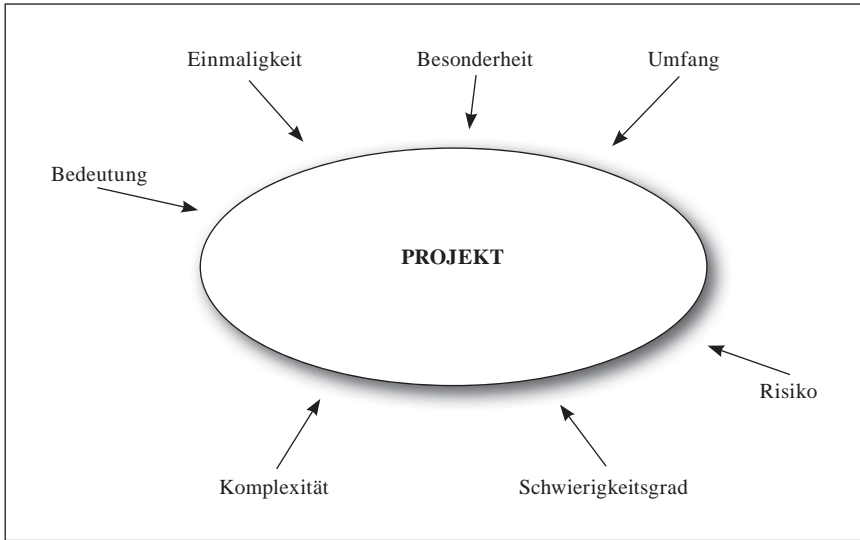 Einmaligkeit
Besonderheit
Umfang
Bedeutung
PROJEKT
Risiko
Komplexität
Schwierigkeitsgrad